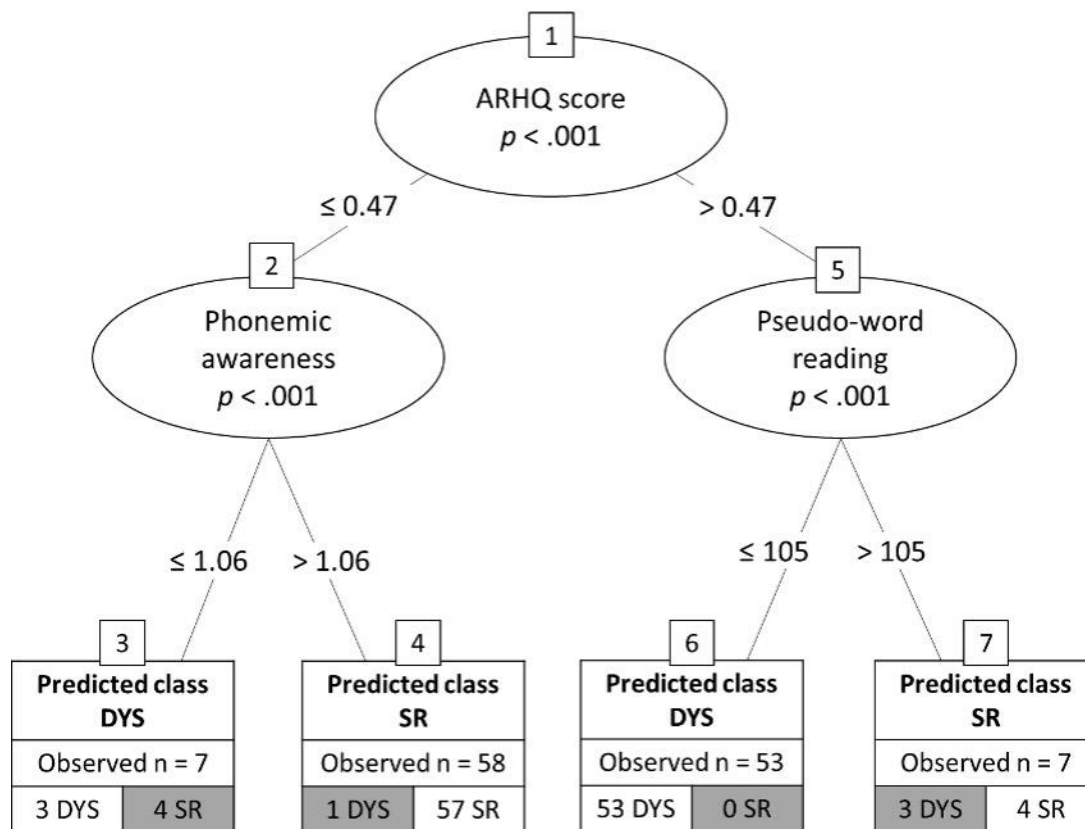 1
ARHQ score
p < .001
≤ 0.47
> 0.47
2
Phonemic
awareness
p < .001
5
Pseudo-word
reading
p < .001
≤ 1.06
> 1.06
≤ 105
> 105
3
Predicted class
DYS
Observed n = 7
3 DYS 4 SR
4
Predicted class
SR
Observed n = 58
1 DYS 57 SR
6
Predicted class
DYS
Observed n = 53
53 DYS 0 SR
7
Predicted class
SR
Observed n = 7
3 DYS 4 SR